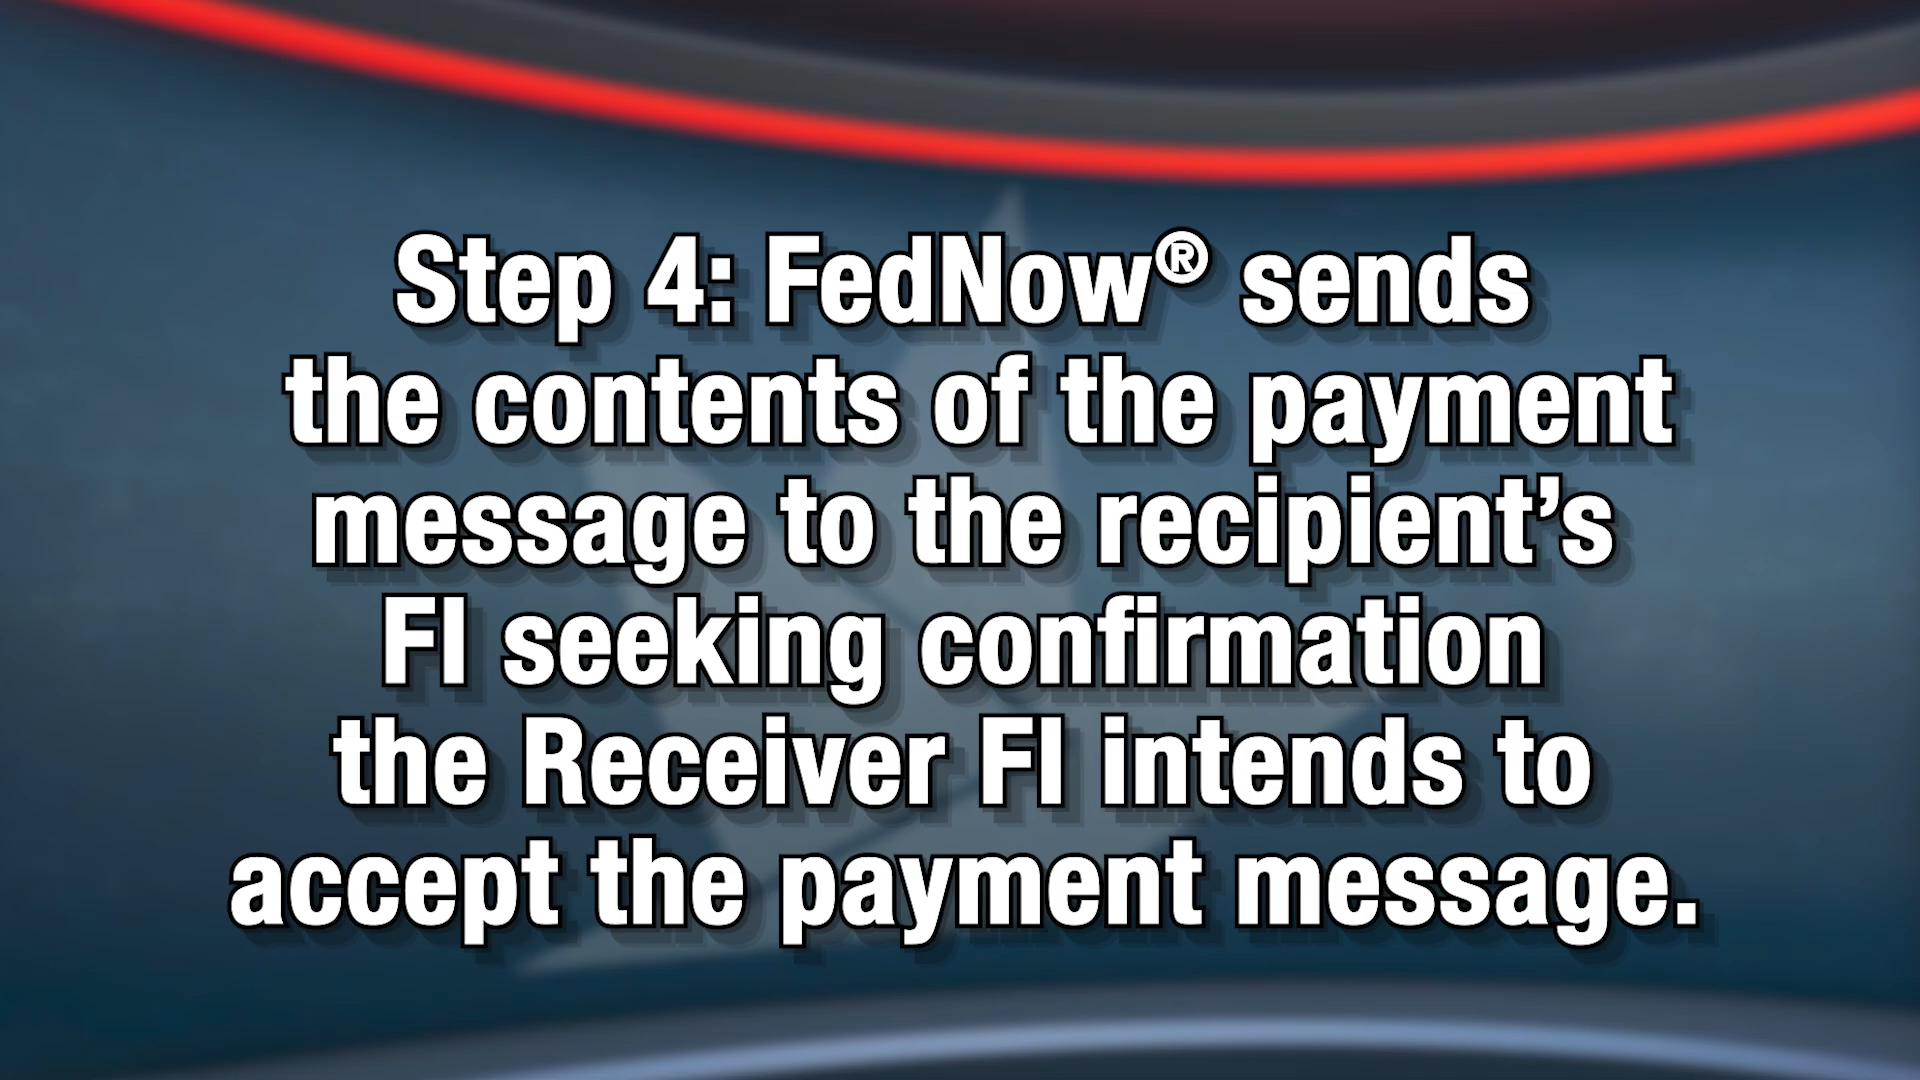 Step 4: FedNow® sends
the contents of the payment
message to the recipient’s
FI seeking confirmation
the Receiver FI intends to
accept the payment message.